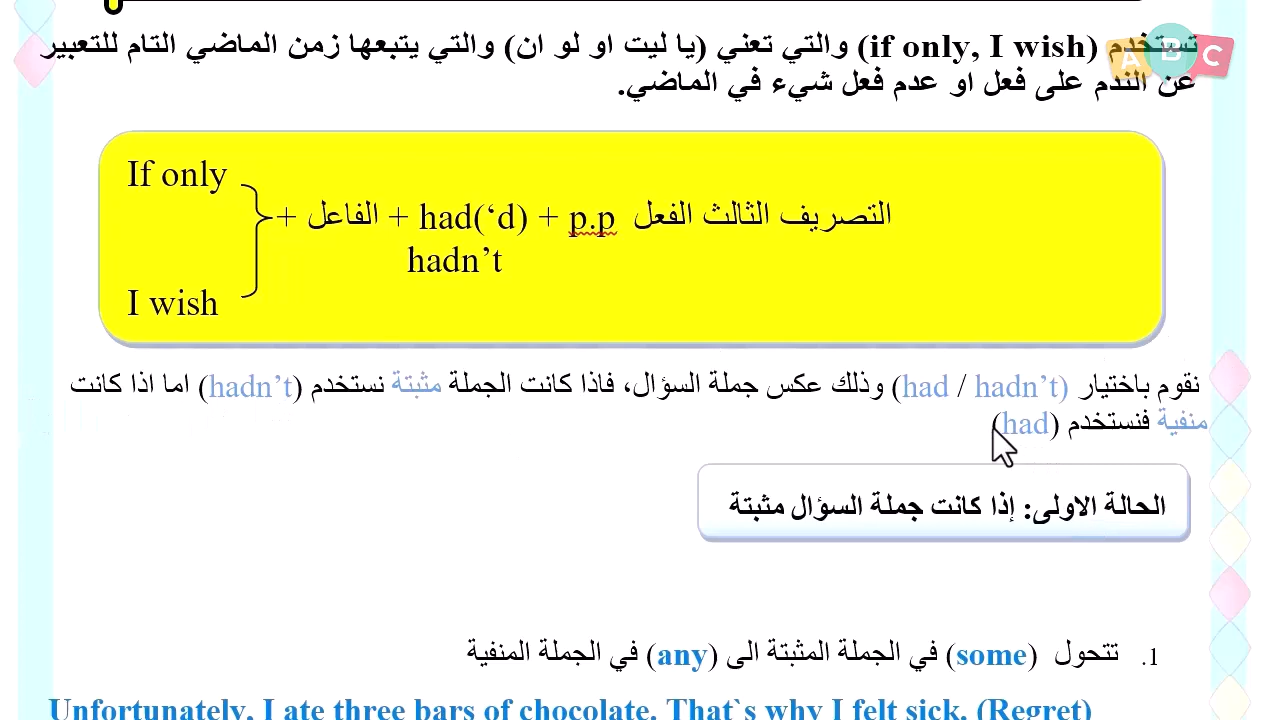 تستخدم (if only, I wish) والتي تعني (يا ليت او لو ان) والتي يتبعها زمن الماضي التام للتعبير
عن الندم على فعل او عدم فعل شيء في الماضي.
A B C
If only
+ الفاعل + had(‘d) + p.p التصريف الثالث الفعل
hadn’t
I wish
نقوم باختيار (had / hadn’t) وذلك عكس جملة السؤال، فاذا كانت الجملة مثبتة نستخدم (hadn’t) اما اذا كانت
منفية فنستخدم (had)
الحالة الاولى: إذا كانت جملة السؤال مثبتة
1. تتحول (some) في الجملة المثبتة الى (any) في الجملة المنفية
Unfortunately, I ate three bars of chocolate. That`s why I felt sick. (Regret)